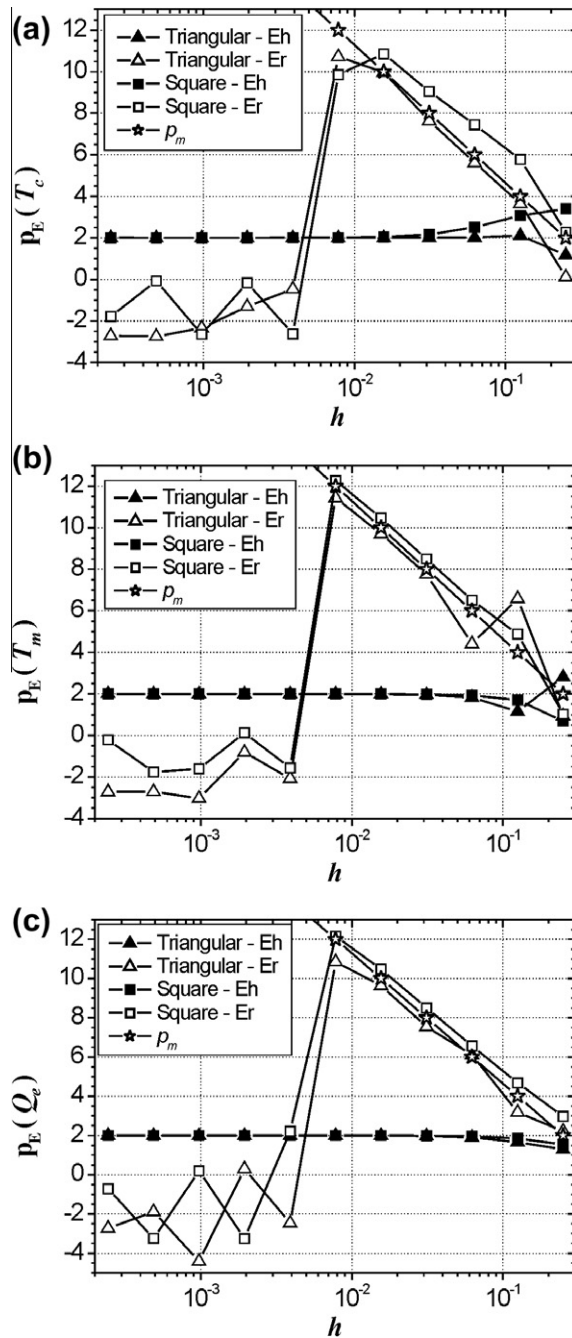 (a)
Triangular - Eh
Triangular - Er
Square - Eh
Square - Er
p_m
12
10
8
6
4
2
0
-2
-4
p_E (T_c)
10^-3
10^-2
10^-1
h
(b)
Triangular - Eh
Triangular - Er
Square - Eh
Square - Er
p_m
12
10
8
6
4
2
0
-2
-4
p_E (T_m)
10^-3
10^-2
10^-1
h
(c)
Triangular - Eh
Triangular - Er
Square - Eh
Square - Er
p_m
12
10
8
6
4
2
0
-2
-4
p_E (Q_e)
10^-3
10^-2
10^-1
h